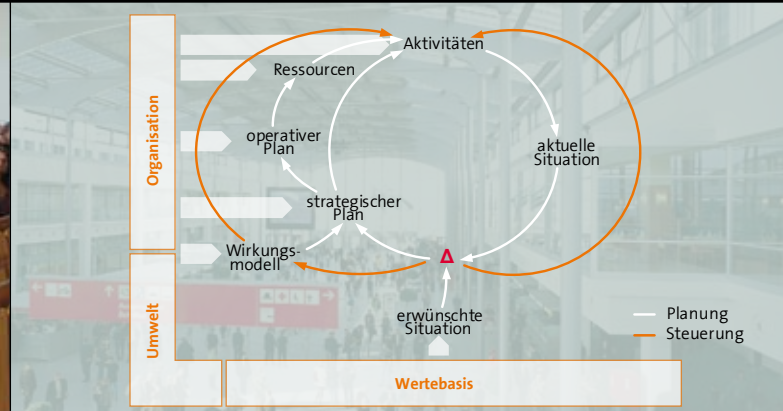 Aktivitäten
Ressourcen
operativer
Plan
aktuelle
Situation
strategischer
Plan
Wirkungs-
modell
Δ
erwünschte
Situation
Planung
Steuerung
Organisation
Umwelt
Wertebasis